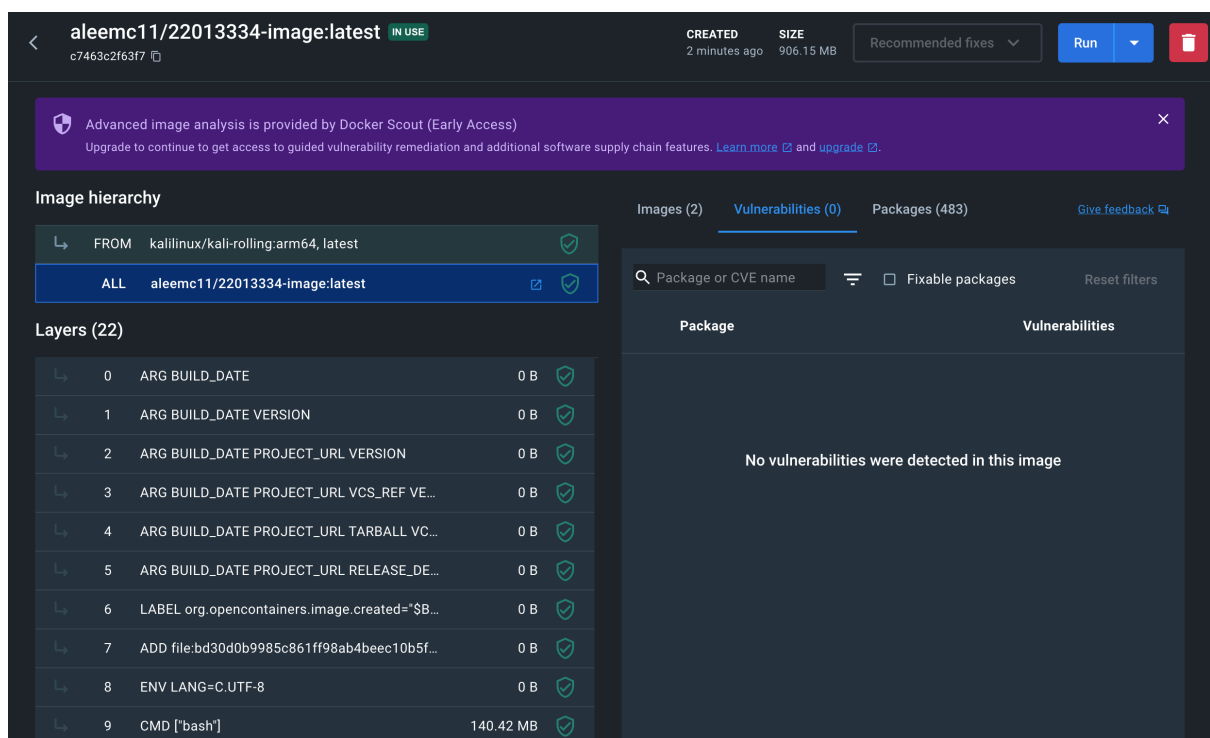 aleemc11/22013334-image:latest IN USE
c7463c2f63f7
CREATED
2 minutes ago
SIZE
906.15 MB
Recommended fixes
Run
Advanced image analysis is provided by Docker Scout (Early Access)
Upgrade to continue to get access to guided vulnerability remediation and additional software supply chain features. Learn more and upgrade .
Image hierarchy
FROM kalilinux/kali-rolling:arm64, latest
ALL aleemc11/22013334-image:latest
Layers (22)
0 ARG BUILD_DATE 0 B
1 ARG BUILD_DATE VERSION 0 B
2 ARG BUILD_DATE PROJECT_URL VERSION 0 B
3 ARG BUILD_DATE PROJECT_URL VCS_REF VE... 0 B
4 ARG BUILD_DATE PROJECT_URL TARBALL VC... 0 B
5 ARG BUILD_DATE PROJECT_URL RELEASE_DE... 0 B
6 LABEL org.opencontainers.image.created="$B... 0 B
7 ADD file:bd30d0b9985c861ff98ab4beec10b5f... 0 B
8 ENV LANG=C.UTF-8 0 B
9 CMD ["bash"] 140.42 MB
Images (2) Vulnerabilities (0) Packages (483) Give feedback
Package or CVE name Fixable packages Reset filters
Package Vulnerabilities
No vulnerabilities were detected in this image